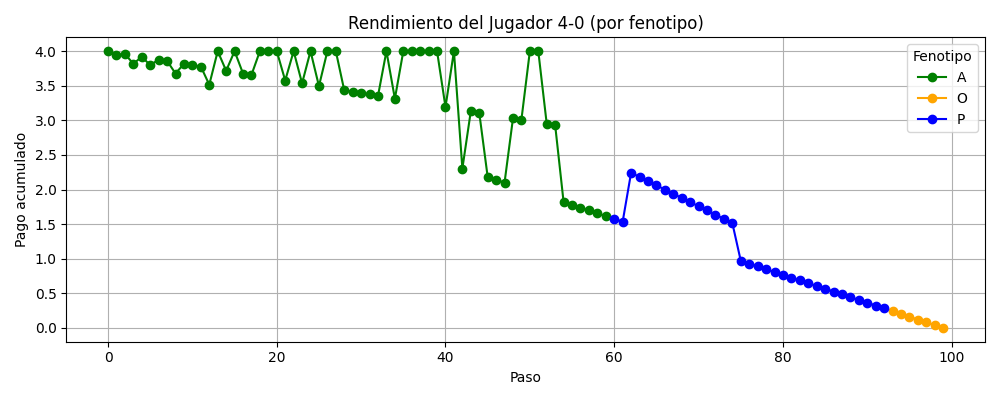 Rendimiento del Jugador 4-0 (por fenotipo)
Pago acumulado
4.0
3.5
3.0
2.5
2.0
1.5
1.0
0.5
0.0
Fenotipo
A
O
P
0
20
40
60
80
100
Paso